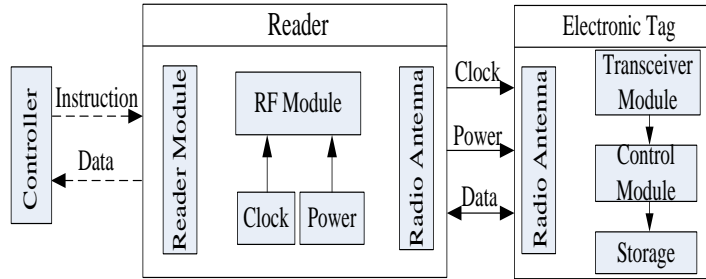 Controller
Instruction
Data
Reader
Reader Module
RF Module
Clock
Power
Radio Antenna
Clock
Power
Data
Electronic Tag
Radio Antenna
Transceiver
Module
Control
Module
Storage